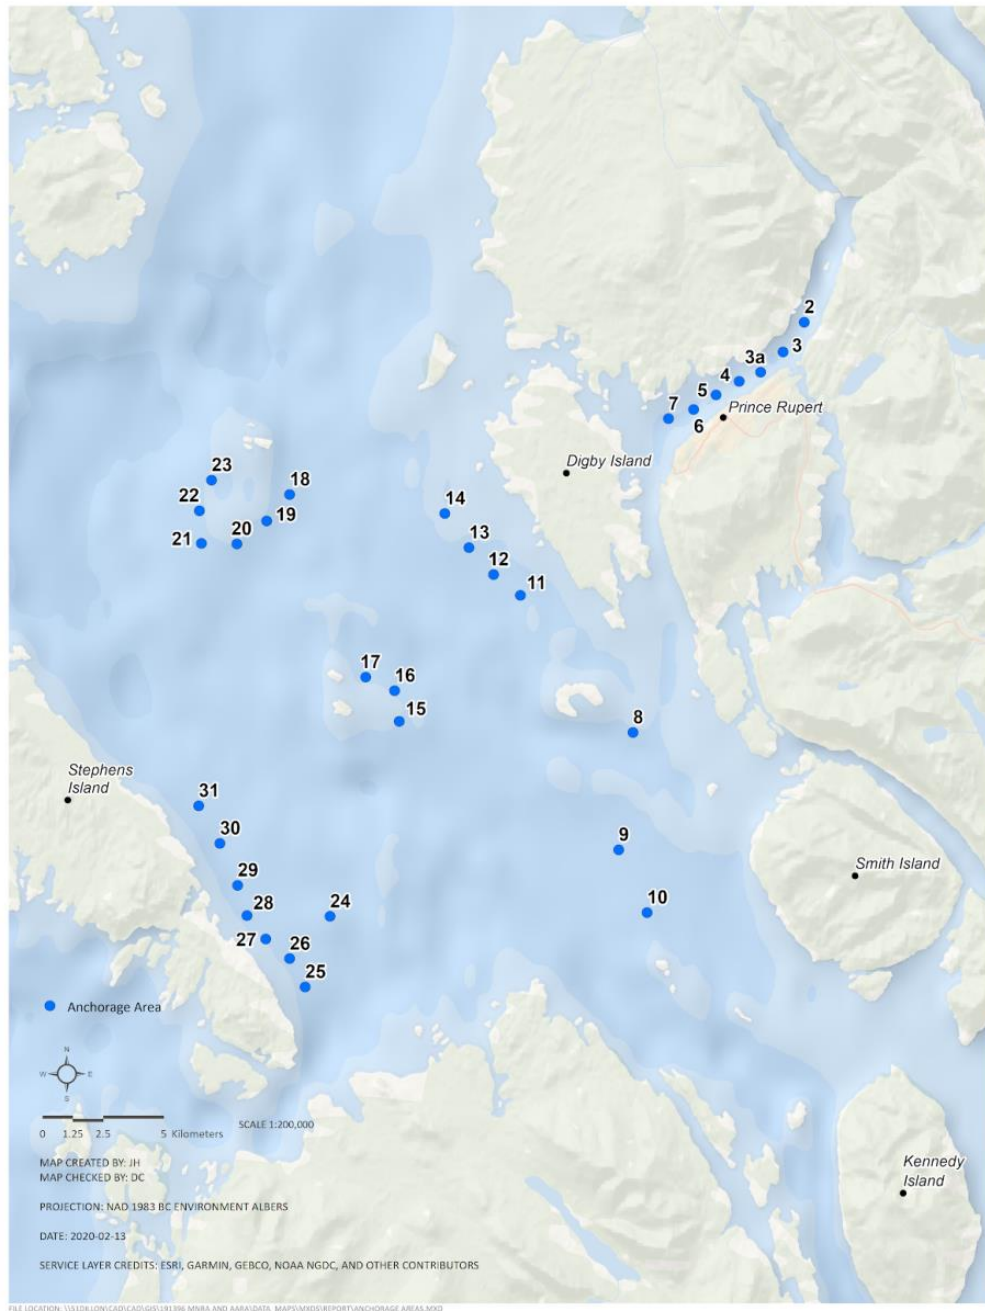 2
3
3a
4
5
7
Prince Rupert
6
Digby Island
23
18
22
14
19
21
20
13
12
11
17
16
15
8
Stephens
Island
31
30
9
Smith Island
29
10
28
24
27
26
25
Anchorage Area
N
W
E
S
SCALE 1:200,000
0 1.25 2.5 5 Kilometers
MAP CREATED BY: JH
MAP CHECKED BY: DC
Kennedy
Island
PROJECTION: NAD 1983 BC ENVIRONMENT ALBERS
DATE: 2020-02-13
SERVICE LAYER CREDITS: ESRI, GARMIN, GEBCO, NOAA NGDC, AND OTHER CONTRIBUTORS